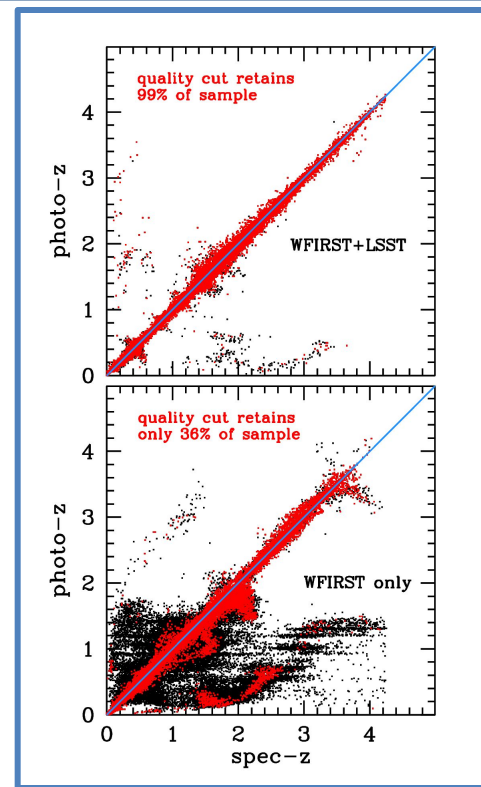 quality cut retains
99% of sample
4
3
2
1
0
photo-z
WFIRST+LSST
quality cut retains
only 36% of sample
4
3
2
1
0
photo-z
WFIRST only
0 1 2 3 4
spec-z